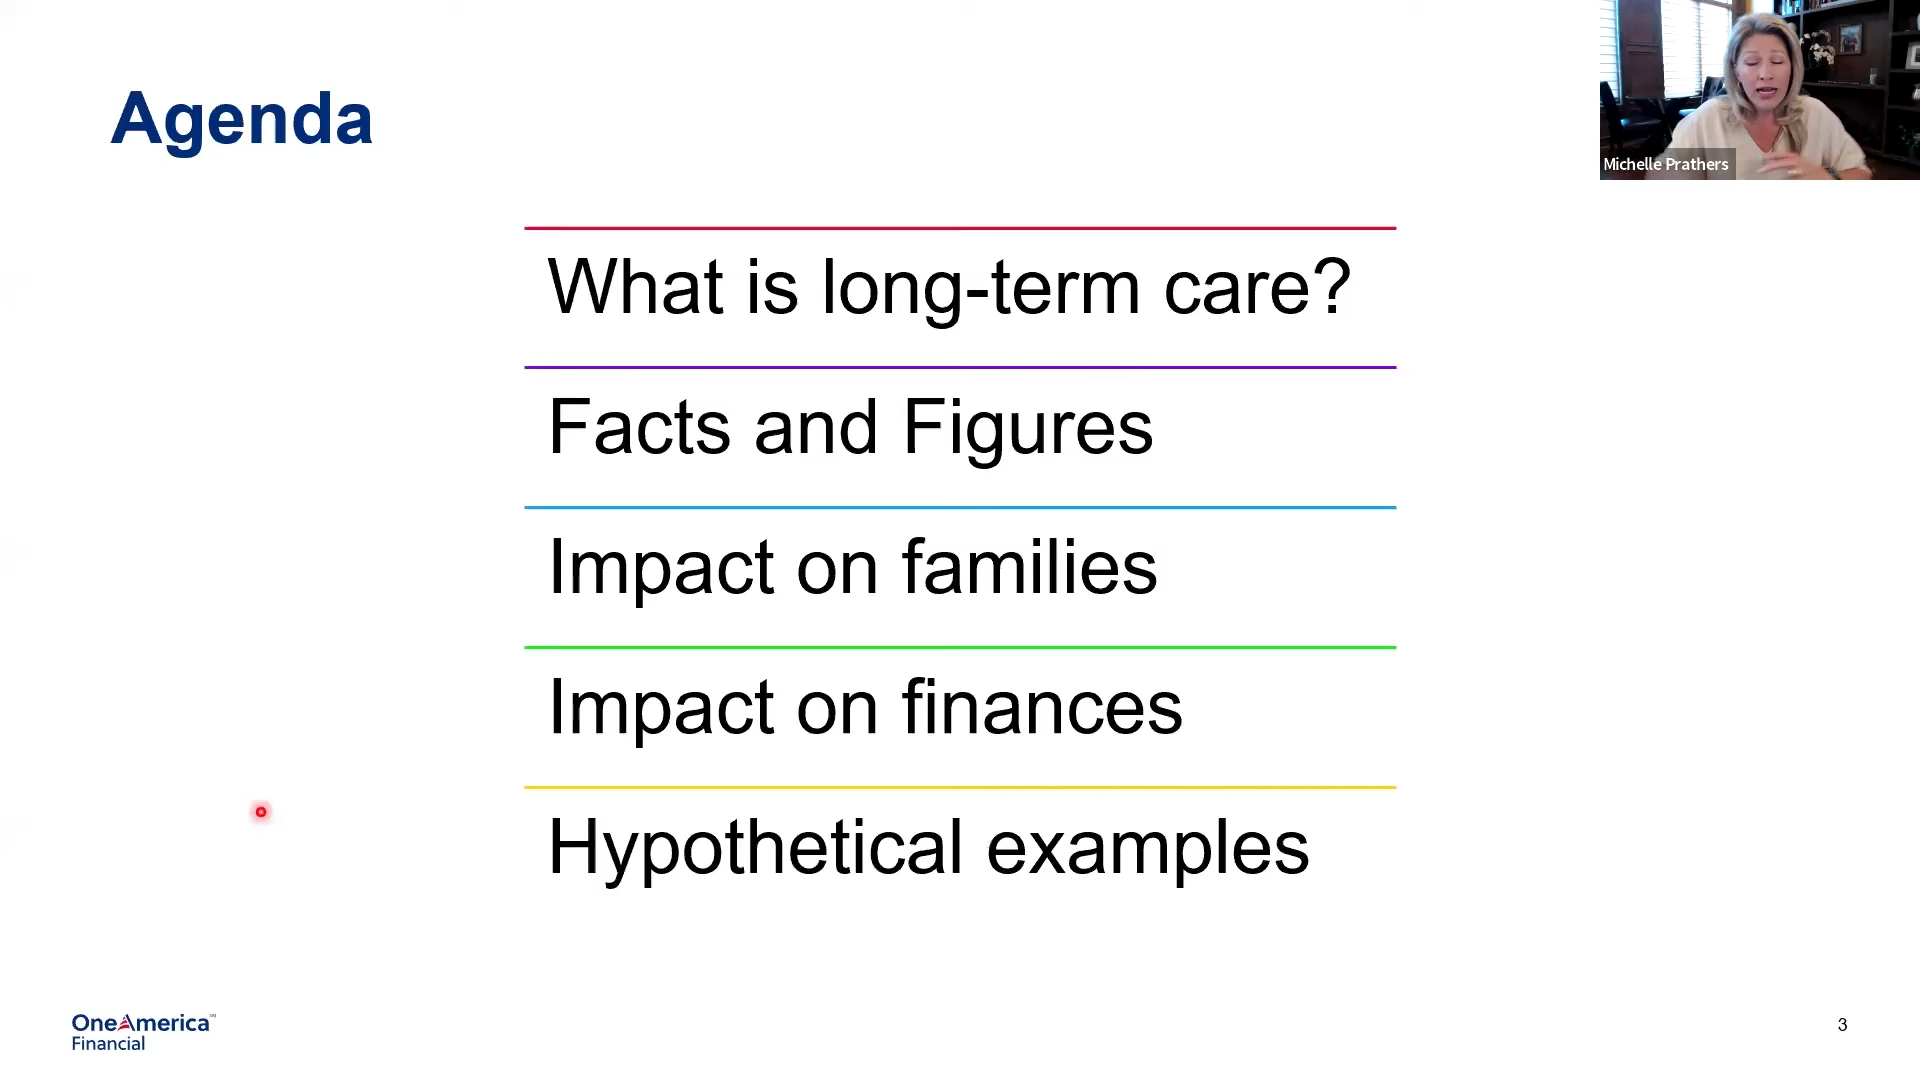 Agenda
Michelle Prathers
What is long-term care?
Facts and Figures
Impact on families
Impact on finances
Hypothetical examples
OneAmerica℠
Financial
3